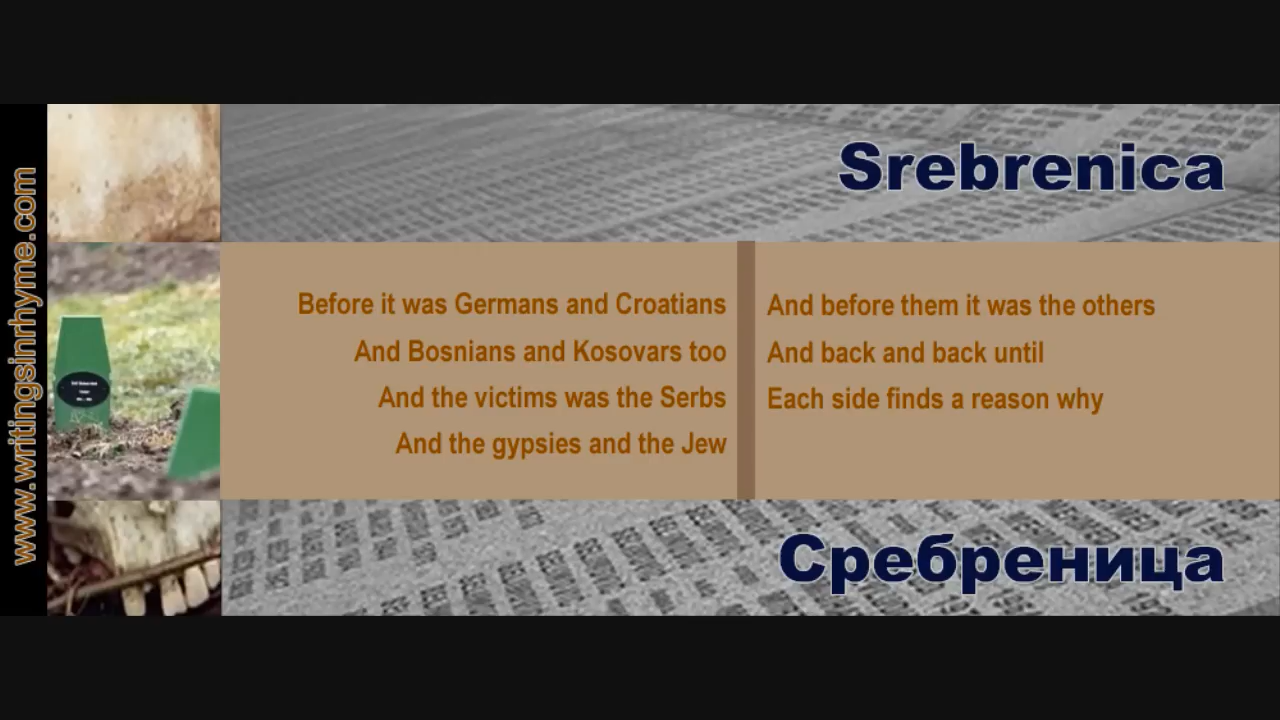 www.writingsinrhyme.com
Srebrenica
Before it was Germans and Croatians
And Bosnians and Kosovars too
And the victims was the Serbs
And the gypsies and the Jew
And before them it was the others
And back and back until
Each side finds a reason why
Сребреница